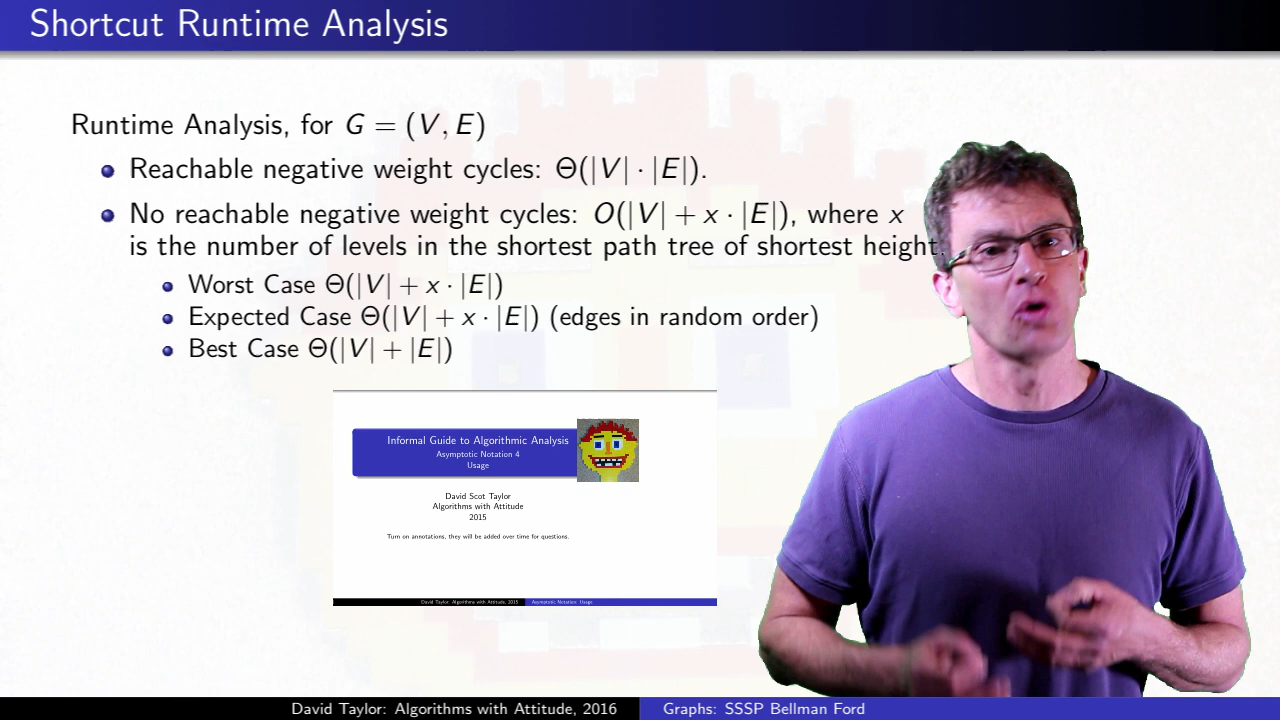 Shortcut Runtime Analysis
Runtime Analysis, for G = (V, E)
Reachable negative weight cycles: Θ(|V| · |E|).
No reachable negative weight cycles: O(|V| + x · |E|), where x
is the number of levels in the shortest path tree of shortest height.
Worst Case Θ(|V| + x · |E|)
Expected Case Θ(|V| + x · |E|) (edges in random order)
Best Case Θ(|V| + |E|)
Informal Guide to Algorithmic Analysis
Asymptotic Notation 4
Usage
David Scot Taylor
Algorithms with Attitude
2015
Turn on annotations, they will be added over time for questions.
David Taylor: Algorithms with Attitude, 2015 Asymptotic Notation: Usage
David Taylor: Algorithms with Attitude, 2016 Graphs: SSSP Bellman Ford